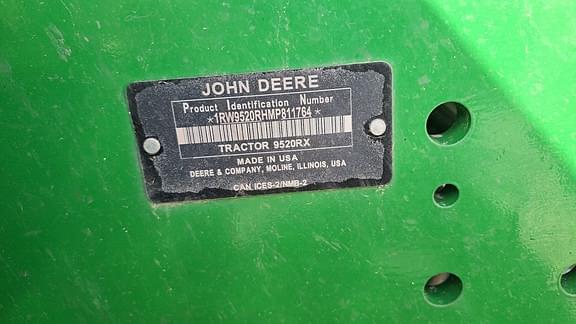 JOHN DEERE
Product Identification Number
*1RW9520RHMP811764*
TRACTOR 9520RX
MADE IN USA
DEERE & COMPANY, MOLINE, ILLINOIS, USA
CAN ICES-2/NMB-2